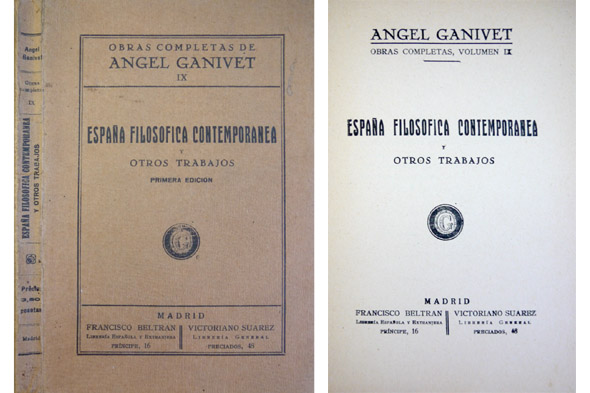 Angel
Ganivet
Obras
completas
IX
ESPAÑA FILOSOFICA CONTEMPORANEA
Y OTROS TRABAJOS
Precio
pesetas
Madrid
OBRAS COMPLETAS DE
ANGEL GANIVET
IX
ESPAÑA FILOSOFICA CONTEMPORANEA
Y
OTROS TRABAJOS
PRIMERA EDICION
G
MADRID
FRANCISCO BELTRAN
LIBRERÍA ESPAÑOLA Y EXTRANJERA
PRÍNCIPE, 16
VICTORIANO SUAREZ
LIBRERÍA GENERAL
PRECIADOS, 48
ANGEL GANIVET
OBRAS COMPLETAS, VOLUMEN IX
ESPAÑA FILOSOFICA CONTEMPORANEA
Y
OTROS TRABAJOS
G
MADRID
FRANCISCO BELTRAN
LIBRERÍA ESPAÑOLA Y EXTRANJERA
PRÍNCIPE, 16
VICTORIANO SUAREZ
LIBRERÍA GENERAL
PRECIADOS, 48